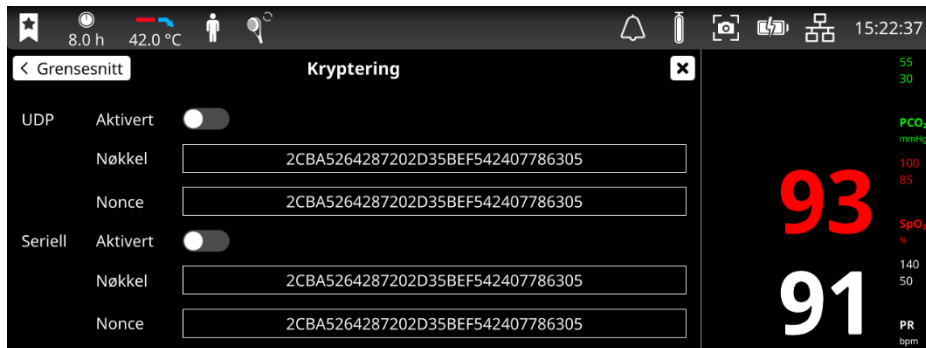 8.0 h 42.0 °C 15:22:37
< Grensesnitt Kryptering
UDP Aktivert
Nøkkel 2CBA5264287202D35BEF542407786305
Nonce 2CBA5264287202D35BEF542407786305
Seriell Aktivert
Nøkkel 2CBA5264287202D35BEF542407786305
Nonce 2CBA5264287202D35BEF542407786305
55
30
PCO₂
mmHg
100
85
93
SpO₂
%
140
50
91
PR
bpm